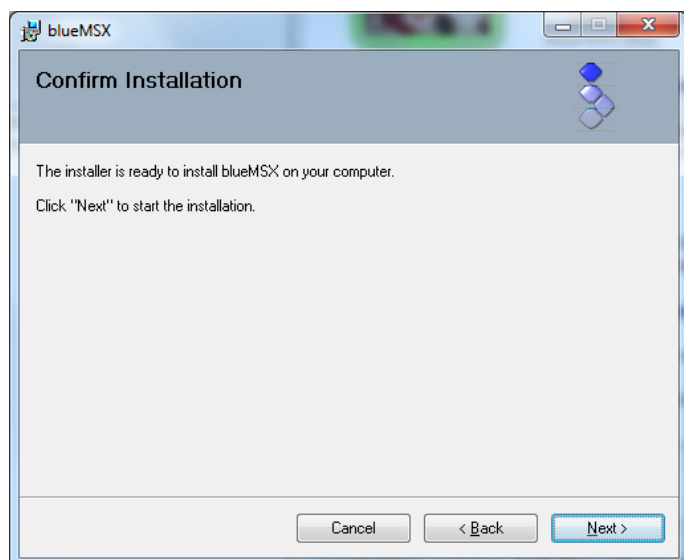 blueMSX
Confirm Installation
The installer is ready to install blueMSX on your computer.
Click "Next" to start the installation.
Cancel
< Back
Next >